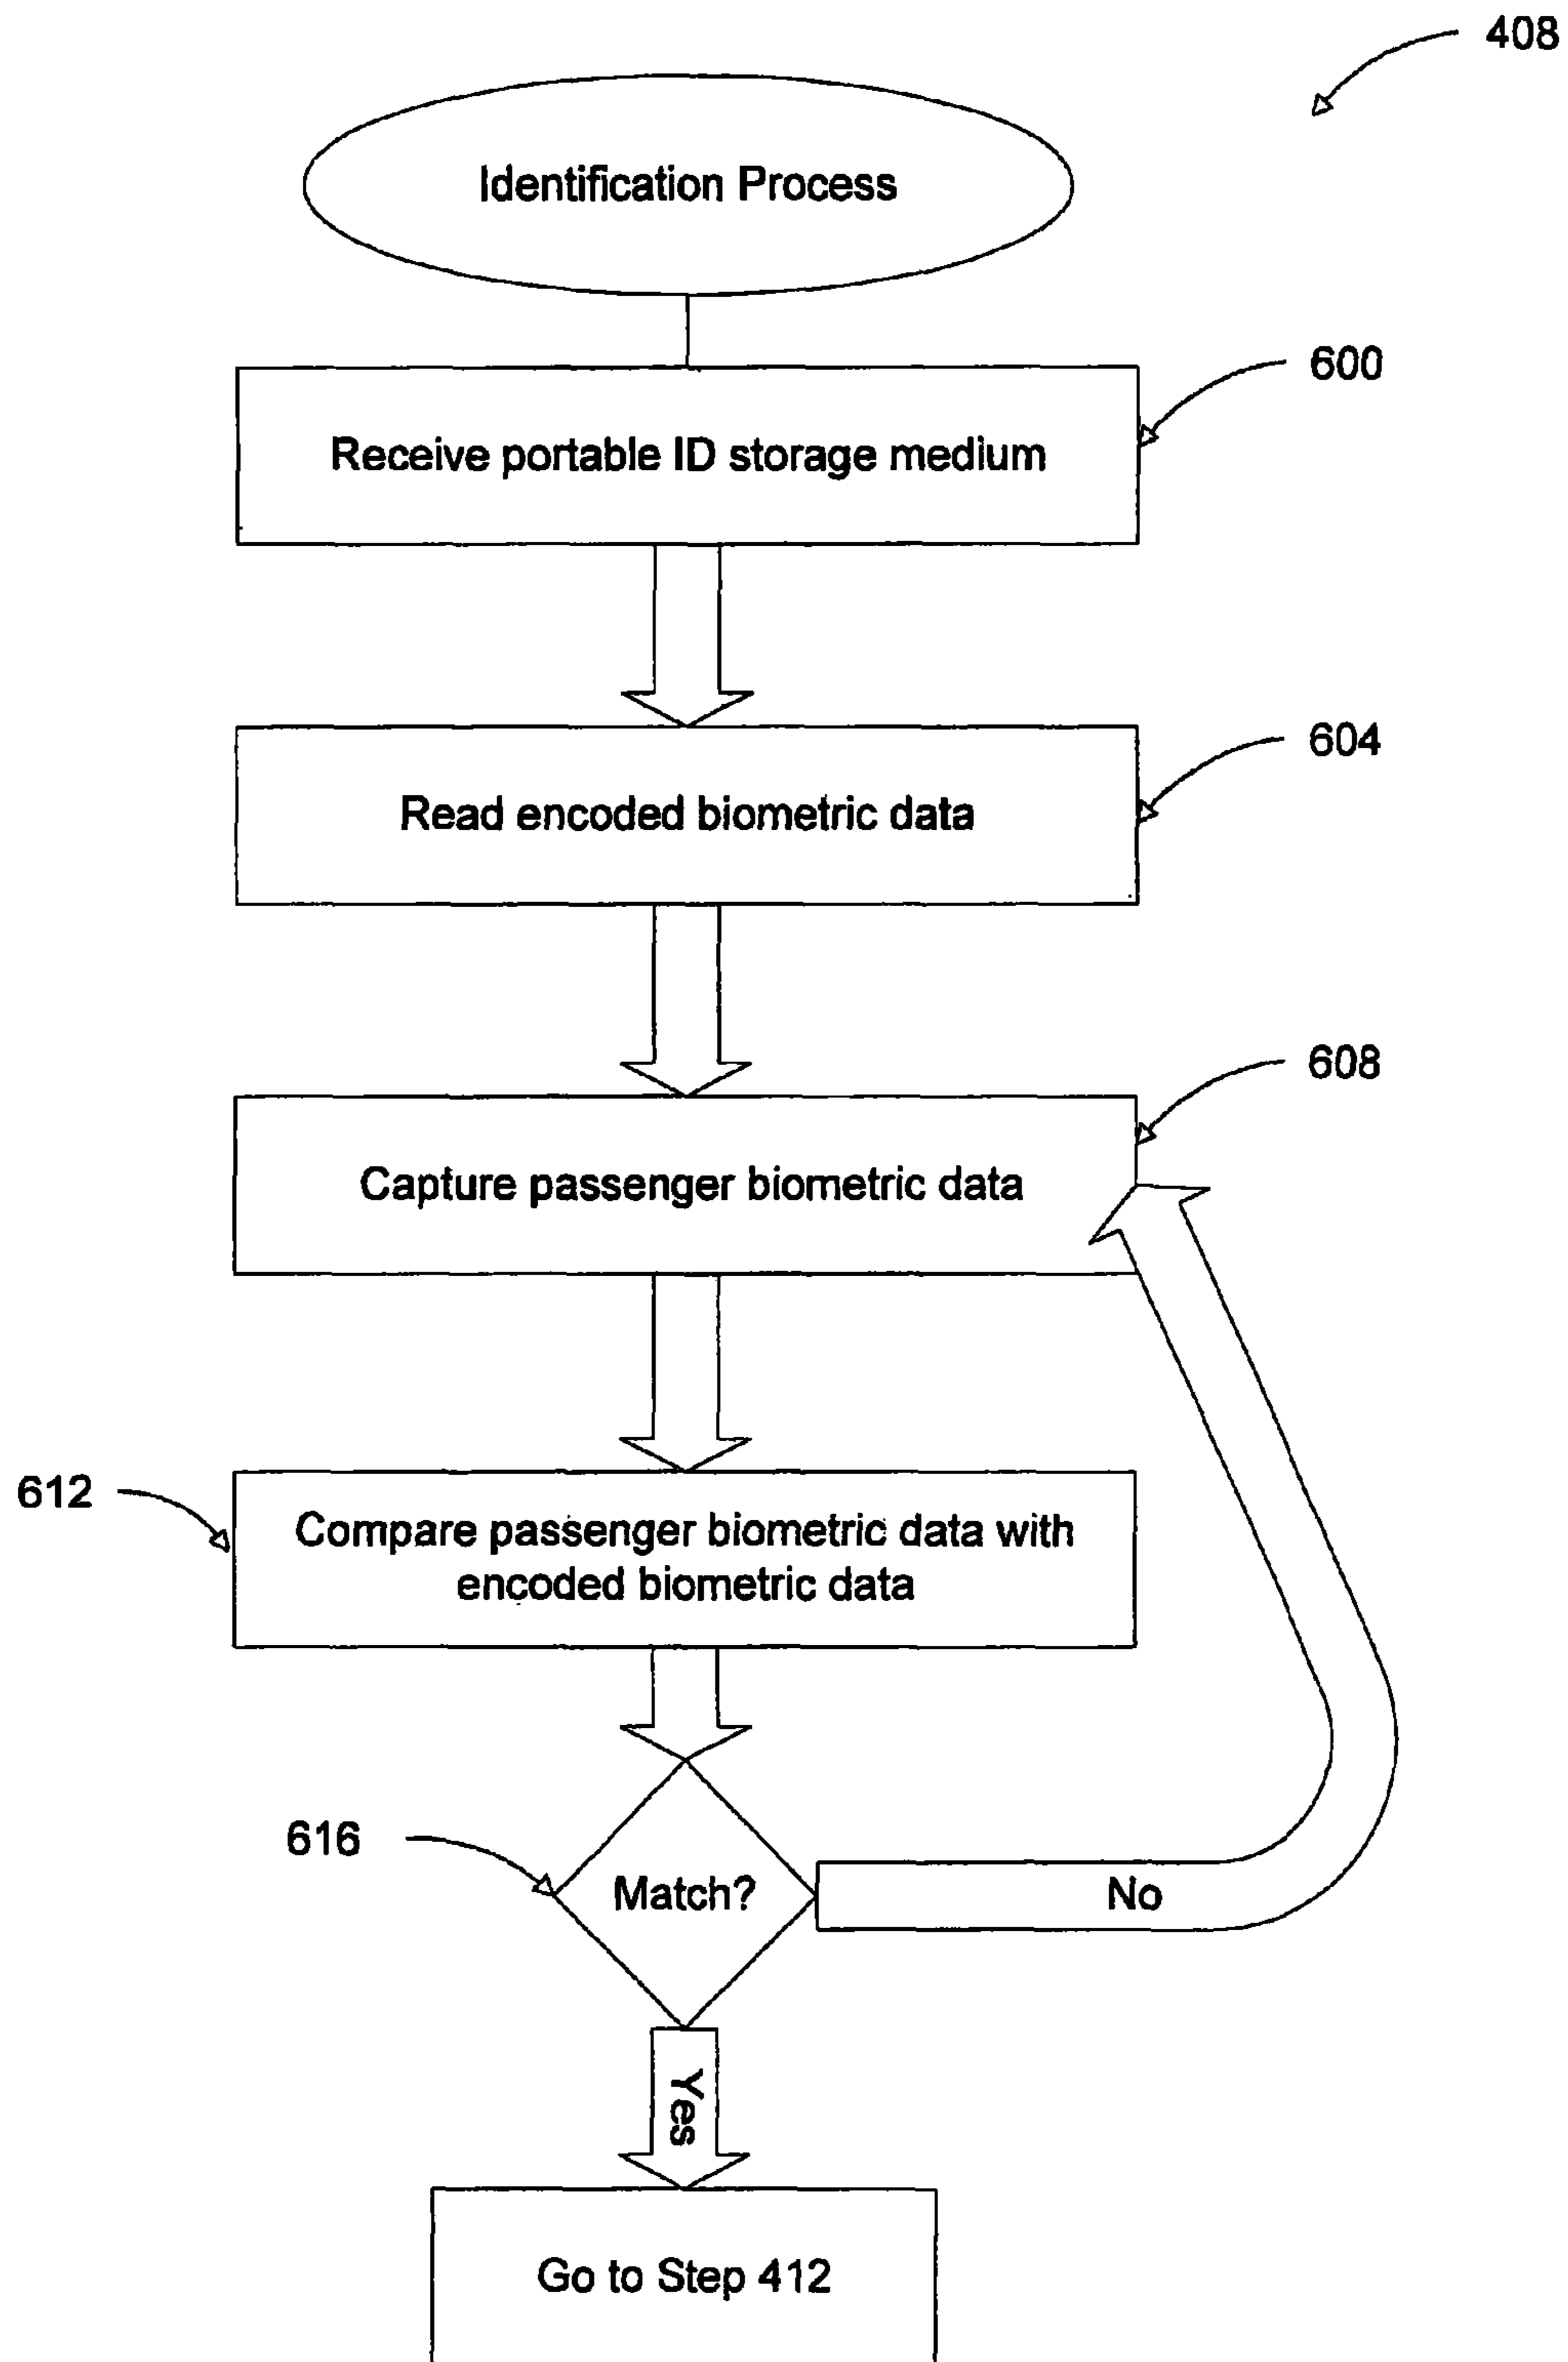 408
Identification Process
600
Receive portable ID storage medium
604
Read encoded biometric data
608
Capture passenger biometric data
612
Compare passenger biometric data with
encoded biometric data
616
Match?
No
Yes
Go to Step 412